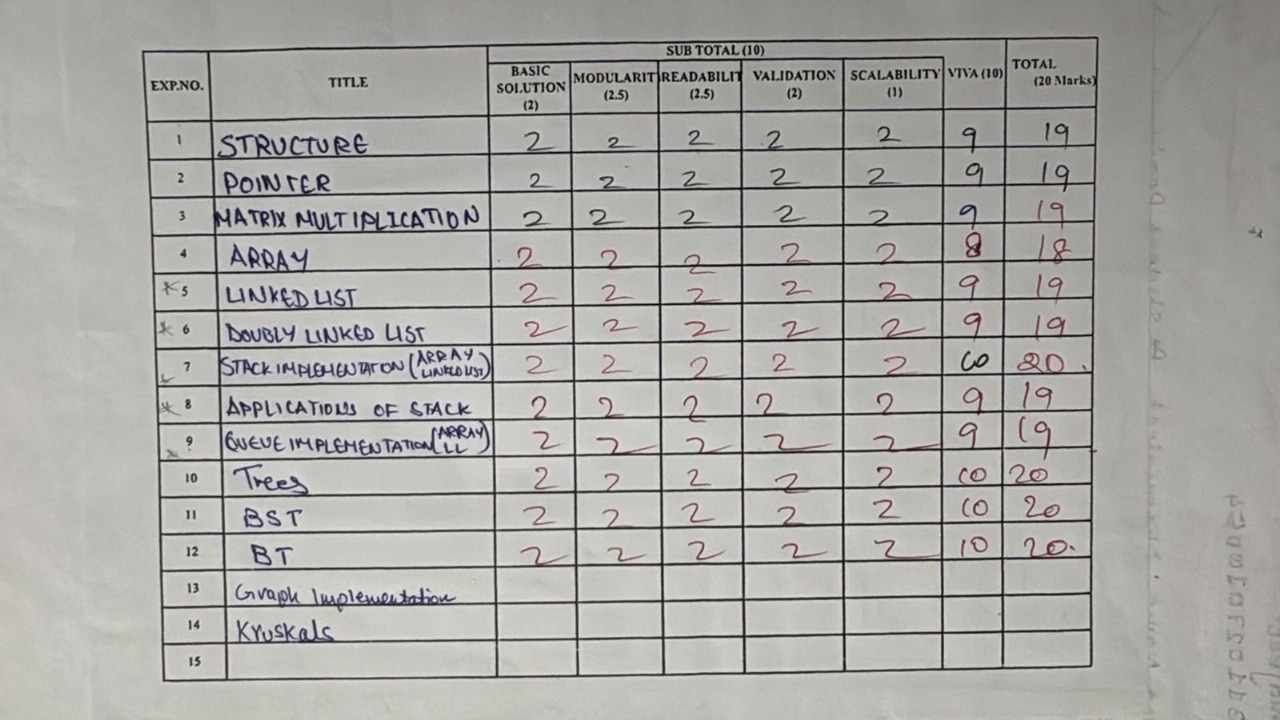 SUB TOTAL (10)
EXP.NO. TITLE BASIC SOLUTION (2) MODULARIT (2.5) READABILIT (2.5) VALIDATION (2) SCALABILITY (1) VIVA (10) TOTAL (20 Marks)
1 STRUCTURE 2 2 2 2 2 9 19
2 POINTER 2 2 2 2 2 9 19
3 MATRIX MULTIPLICATION 2 2 2 2 2 9 19
4 ARRAY 2 2 2 2 2 8 18
*5 LINKED LIST 2 2 2 2 2 9 19
* 6 DOUBLY LINKED LIST 2 2 2 2 2 9 19
7 STACK IMPLEMENTATON (ARRAY LINKED LIST) 2 2 2 2 2 10 20.
* 8 APPLICATIONS OF STACK 2 2 2 2 2 9 19
9 QUEUE IMPLEMENTATION (ARRAY LL) 2 2 2 2 2 9 19
10 Trees 2 2 2 2 2 10 20
11 BST 2 2 2 2 2 10 20
12 BT 2 2 2 2 2 10 20.
13 Graph Implementation
14 Kruskals
15